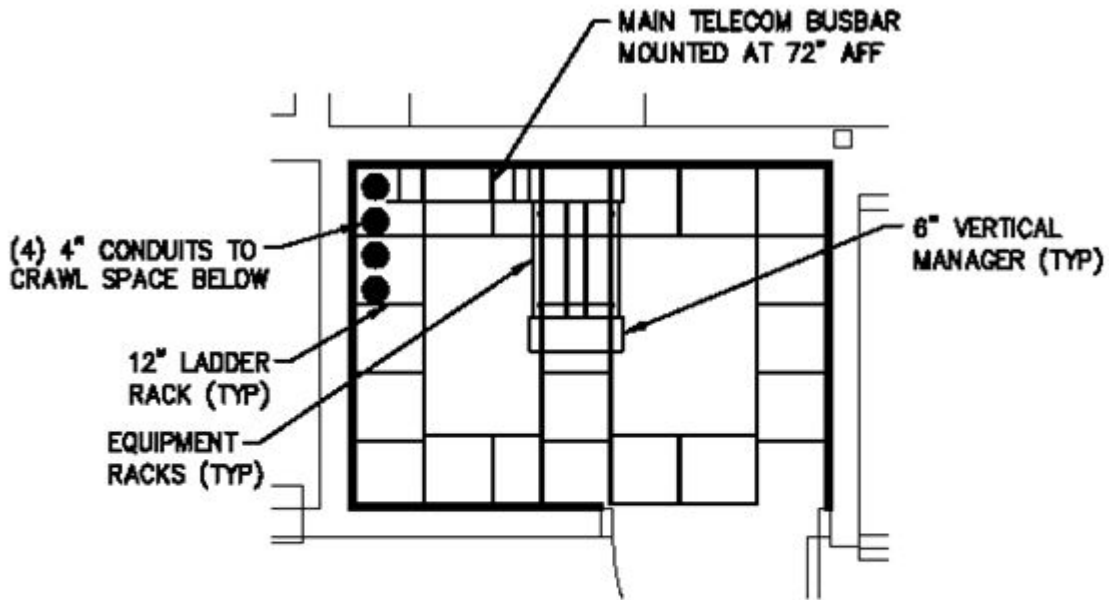 MAIN TELECOM BUSBAR
MOUNTED AT 72" AFF
(4) 4" CONDUITS TO
CRAWL SPACE BELOW
6" VERTICAL
MANAGER (TYP)
12" LADDER
RACK (TYP)
EQUIPMENT
RACKS (TYP)